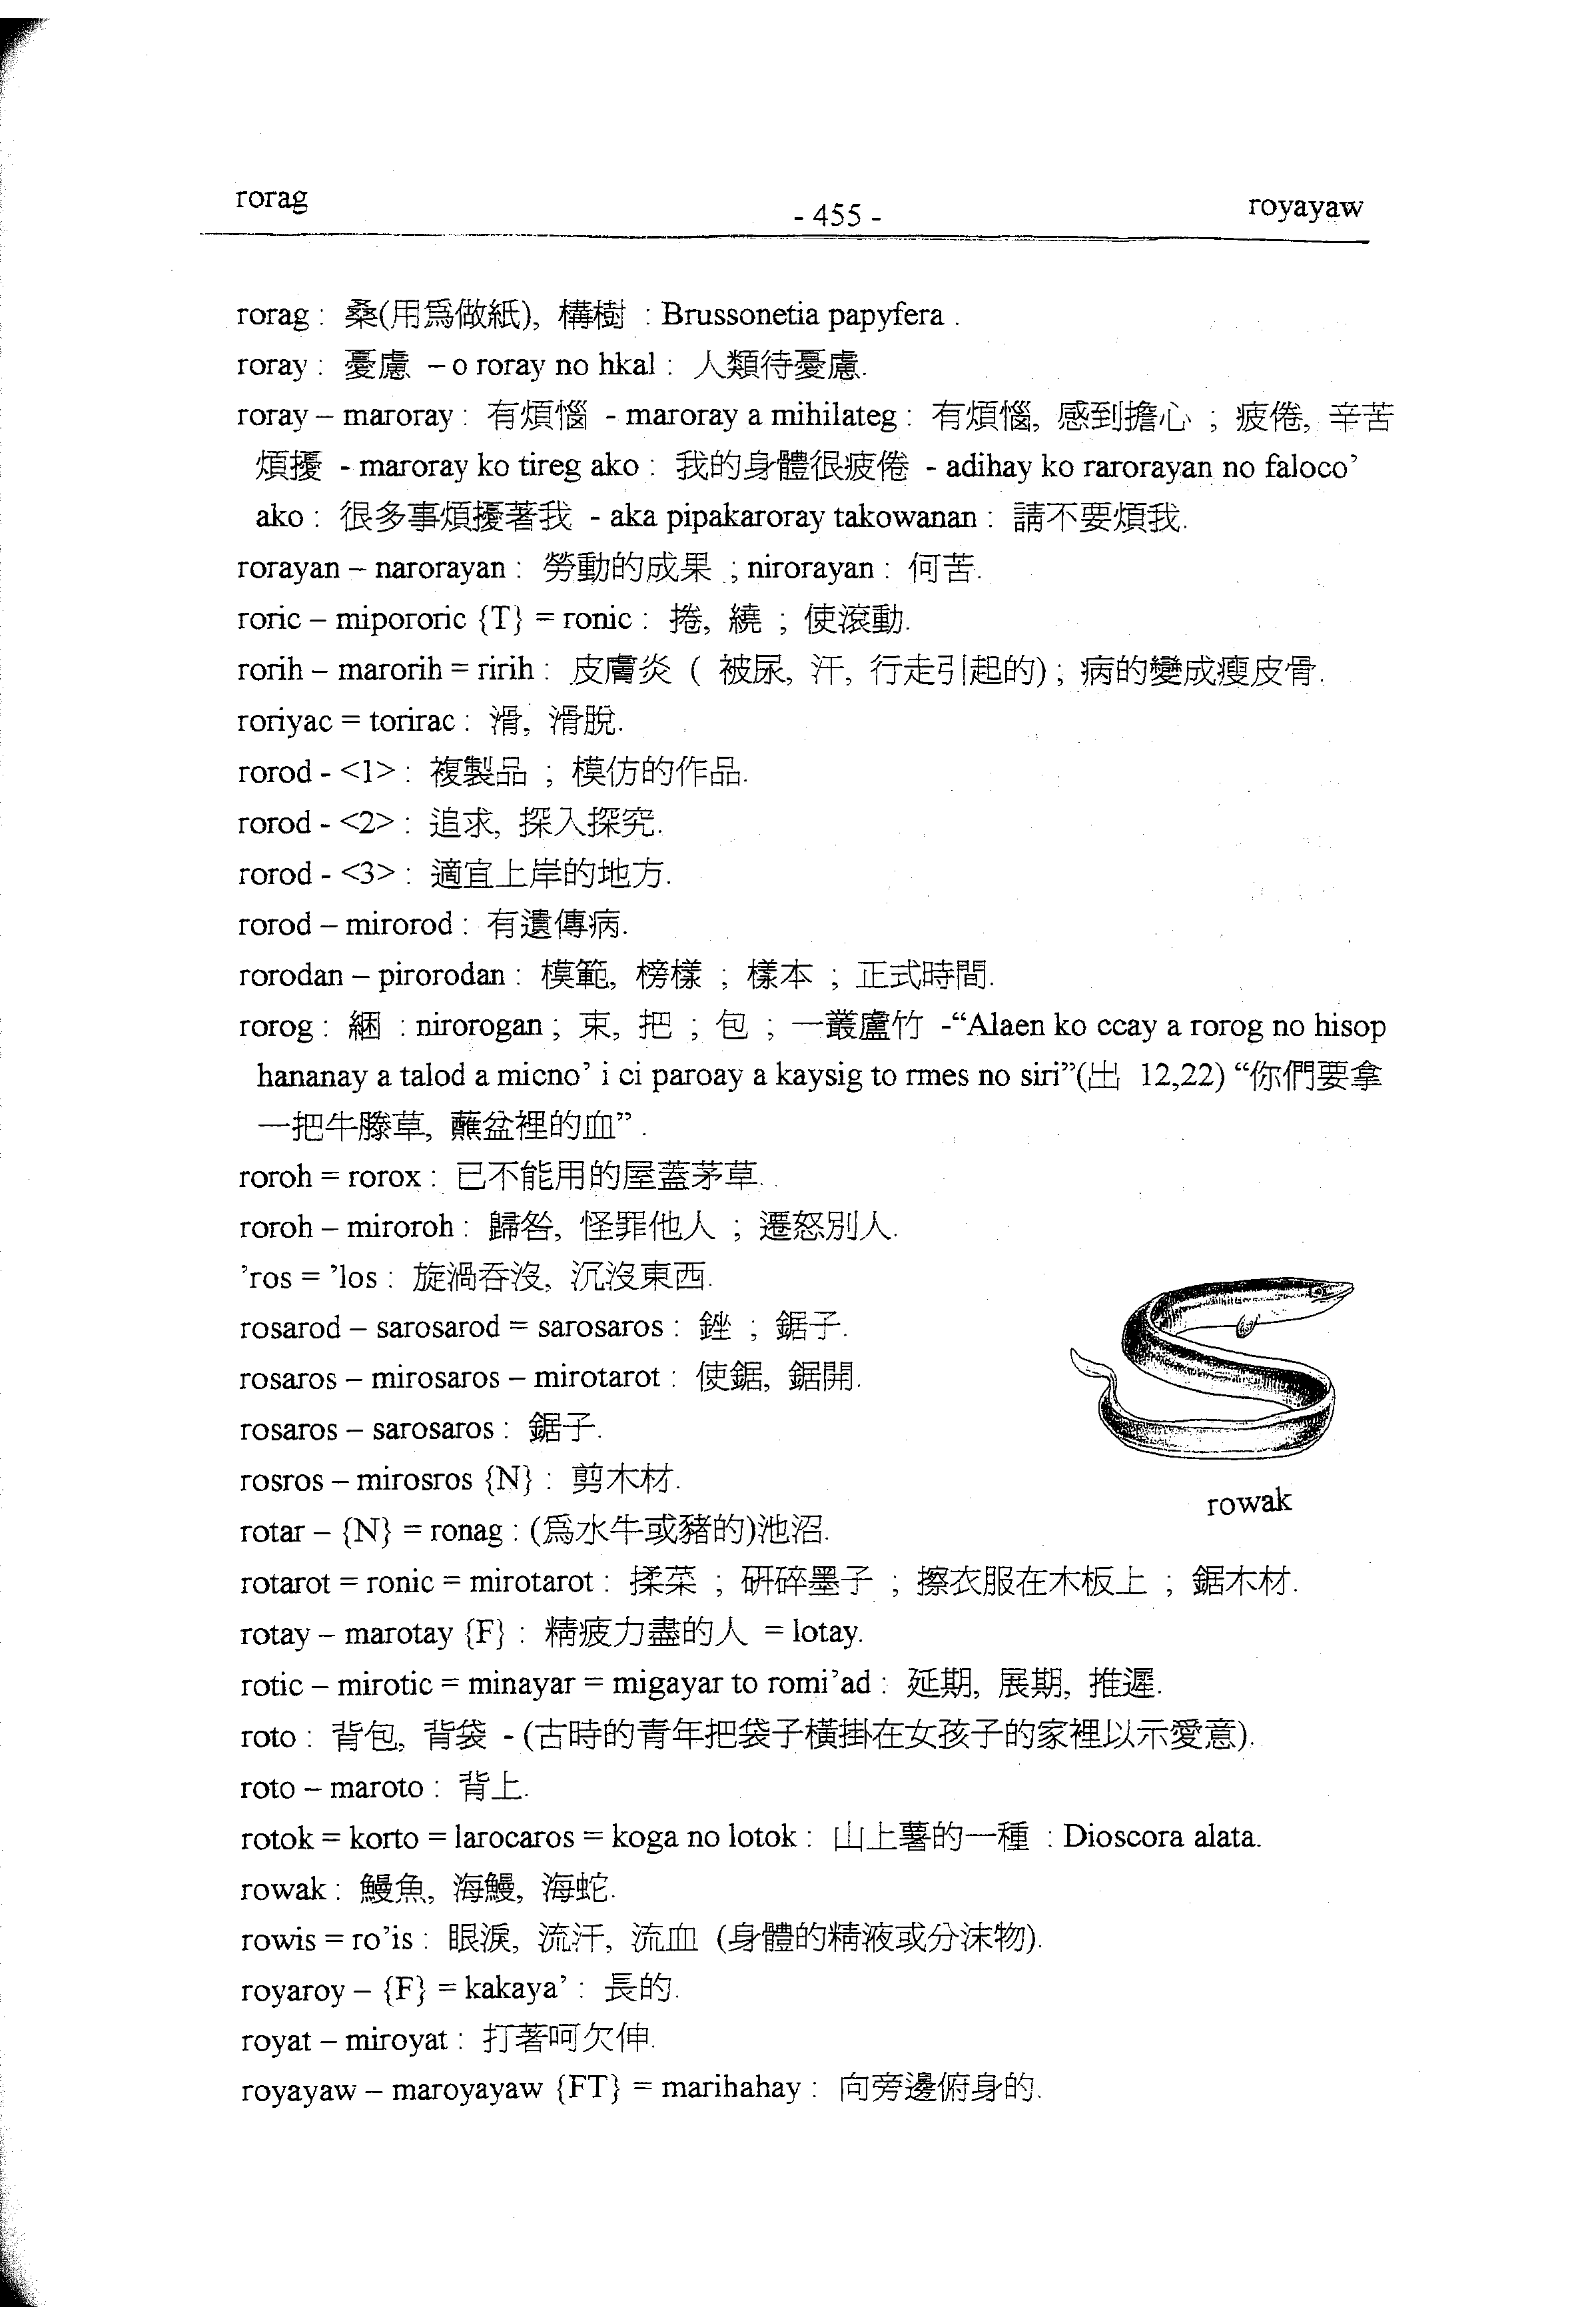 rorag
- 455 -
royayaw
rorag : 桑(用爲做紙), 構樹 : Brussonetia papyfera .
roray : 憂慮 – o roray no hkal : 人類待憂慮.
roray – maroray : 有煩惱 - maroray a mihilateg : 有煩惱, 感到擔心 ; 疲倦, 辛苦
煩擾 - maroray ko tireg ako : 我的身體很疲倦 - adihay ko rarorayan no faloco’
ako : 很多事煩擾著我 - aka pipakaroray takowanan : 請不要煩我.
rorayan – narorayan : 勞動的成果 ; nirorayan : 何苦.
roric – mipororic {T} = ronic : 捲, 繞 ; 使滾動.
rorih – marorih = ririh : 皮膚炎 ( 被尿, 汗, 行走引起的) ; 病的變成瘦皮骨.
roriyac = torirac : 滑, 滑脫.
rorod - <1> : 複製品 ; 模仿的作品.
rorod - <2> : 追求, 探入探究.
rorod - <3> : 適宜上岸的地方.
rorod – mirorod : 有遺傳病.
rorodan – pirorodan : 模範, 榜樣 ; 樣本 ; 正式時間.
rorog : 綑 : nirorogan ; 束, 把 ; 包 ; 一叢蘆竹 -“Alaen ko ccay a rorog no hisop
hananay a talod a micno’ i ci paroay a kaysig to rmes no siri”(出 12,22) “你們要拿
一把牛膝草, 蘸盆裡的血” .
roroh = rorox : 已不能用的屋蓋茅草.
roroh – miroroh : 歸咎, 怪罪他人 ; 遷怒別人.
’ros = ’los : 旋渦吞沒, 沉沒東西.
rosarod – sarosarod = sarosaros : 銼 ; 鋸子.
rosaros – mirosaros – mirotarot : 使鋸, 鋸開.
rosaros – sarosaros : 鋸子.
rosros – mirosros {N} : 剪木材.
rowak
rotar – {N} = ronag : (爲水牛或豬的)池沼.
rotarot = ronic = mirotarot : 揉菜 ; 研碎墨子 ; 擦衣服在木板上 ; 鋸木材.
rotay – marotay {F} : 精疲力盡的人 = lotay.
rotic – mirotic = minayar = migayar to romi’ad : 延期, 展期, 推遲.
roto : 背包, 背袋 - (古時的青年把袋子橫掛在女孩子的家裡以示愛意).
roto – maroto : 背上.
rotok = korto = larocaros = koga no lotok : 山上薯的一種 : Dioscora alata.
rowak : 鰻魚, 海鰻, 海蛇.
rowis = ro’is : 眼淚, 流汗, 流血 (身體的精液或分沫物).
royaroy – {F} = kakaya’ : 長的.
royat – miroyat : 打著呵欠伸.
royayaw – maroyayaw {FT} = marihahay : 向旁邊俯身的.